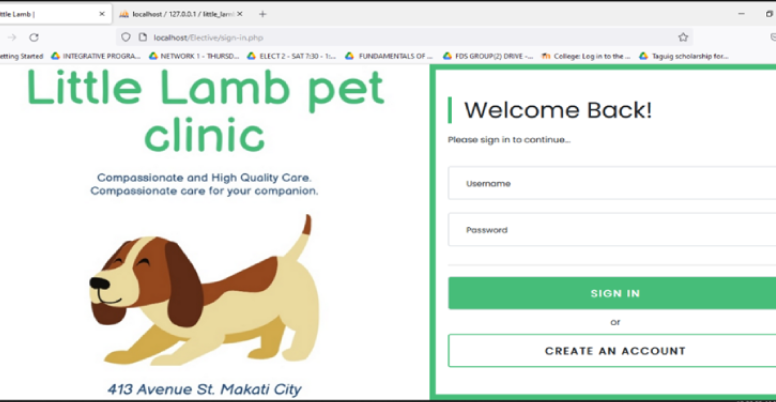 ttle Lamb |
localhost / 127.0.0.1 / little_lam
localhost/Elective/sign-in.php
etting Started INTEGRATIVE PROGRA... NETWORK 1 - THURSD... ELECT 2 - SAT 7:30 - 1:... FUNDAMENTALS OF ... FDS GROUP(2) DRIVE -... College: Log in to the ... Taguig scholarship for...
Little Lamb pet
clinic
Compassionate and High Quality Care.
Compassionate care for your companion.
413 Avenue St. Makati City
Welcome Back!
Please sign in to continue...
Username
Password
SIGN IN
or
CREATE AN ACCOUNT